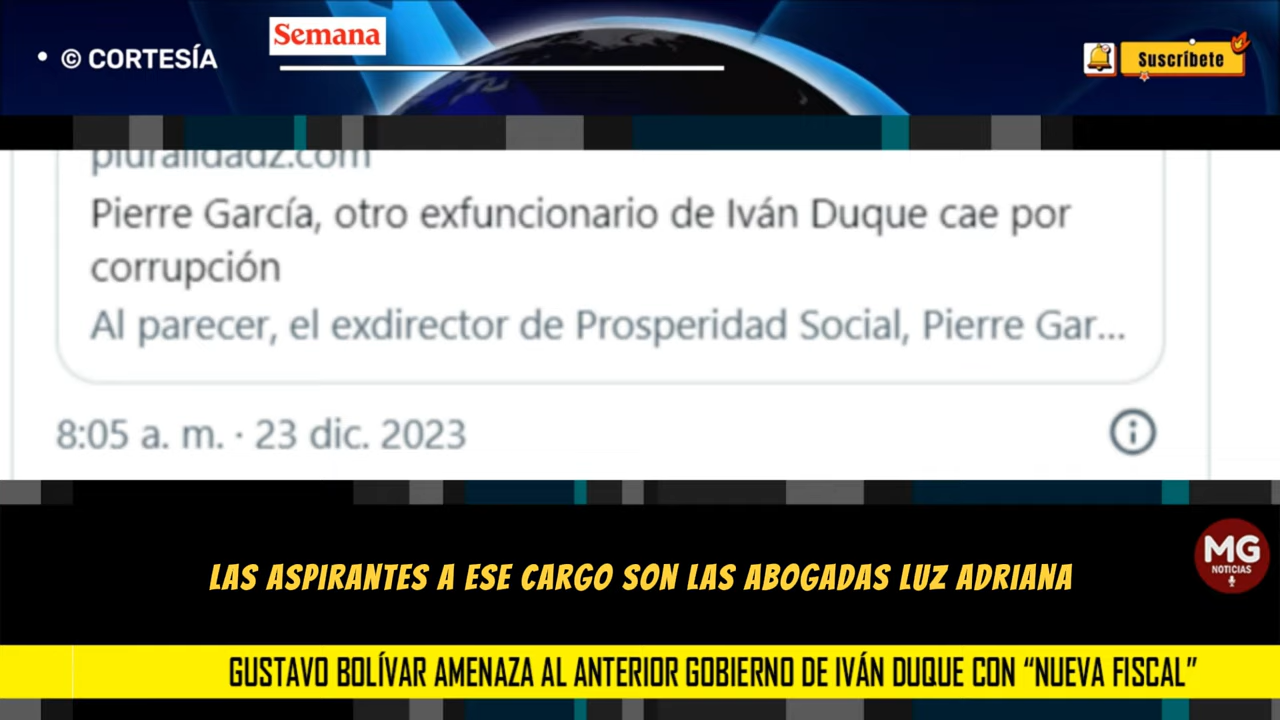 Semana
© CORTESÍA
Suscríbete
pluralidadz.com
Pierre García, otro exfuncionario de Iván Duque cae por
corrupción
Al parecer, el exdirector de Prosperidad Social, Pierre Gar...
8:05 a. m. · 23 dic. 2023
MG
NOTICIAS
LAS ASPIRANTES A ESE CARGO SON LAS ABOGADAS LUZ ADRIANA
GUSTAVO BOLÍVAR AMENAZA AL ANTERIOR GOBIERNO DE IVÁN DUQUE CON “NUEVA FISCAL”